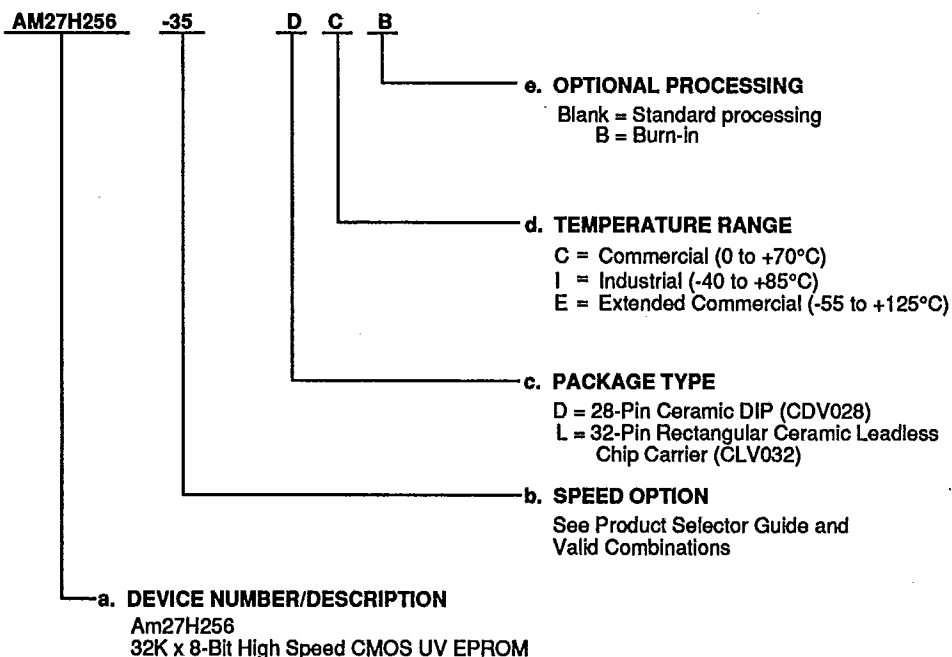 AM27H256 -35 D C B
e. OPTIONAL PROCESSING
Blank = Standard processing
B = Burn-in
d. TEMPERATURE RANGE
C = Commercial (0 to +70°C)
I = Industrial (-40 to +85°C)
E = Extended Commercial (-55 to +125°C)
c. PACKAGE TYPE
D = 28-Pin Ceramic DIP (CDV028)
L = 32-Pin Rectangular Ceramic Leadless
Chip Carrier (CLV032)
b. SPEED OPTION
See Product Selector Guide and
Valid Combinations
a. DEVICE NUMBER/DESCRIPTION
Am27H256
32K x 8-Bit High Speed CMOS UV EPROM